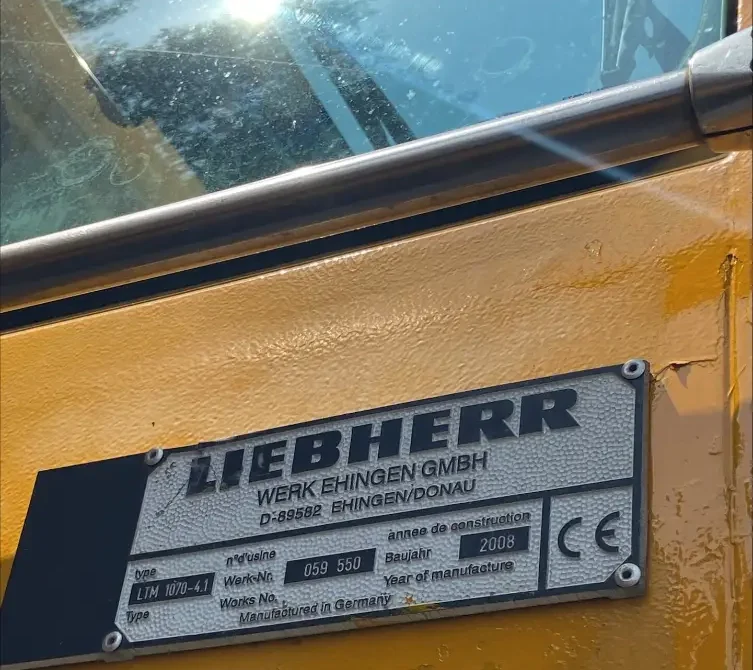 LIEBHERR
WERK EHINGEN GMBH
D-89582 EHINGEN/DONAU
type
LTM 1070-4.1
Type
n°d'usine
Werk-Nr.
Works No.
059 550
annee de construction
Baujahr
Year of manufacture
2008
Manufactured in Germany
CE